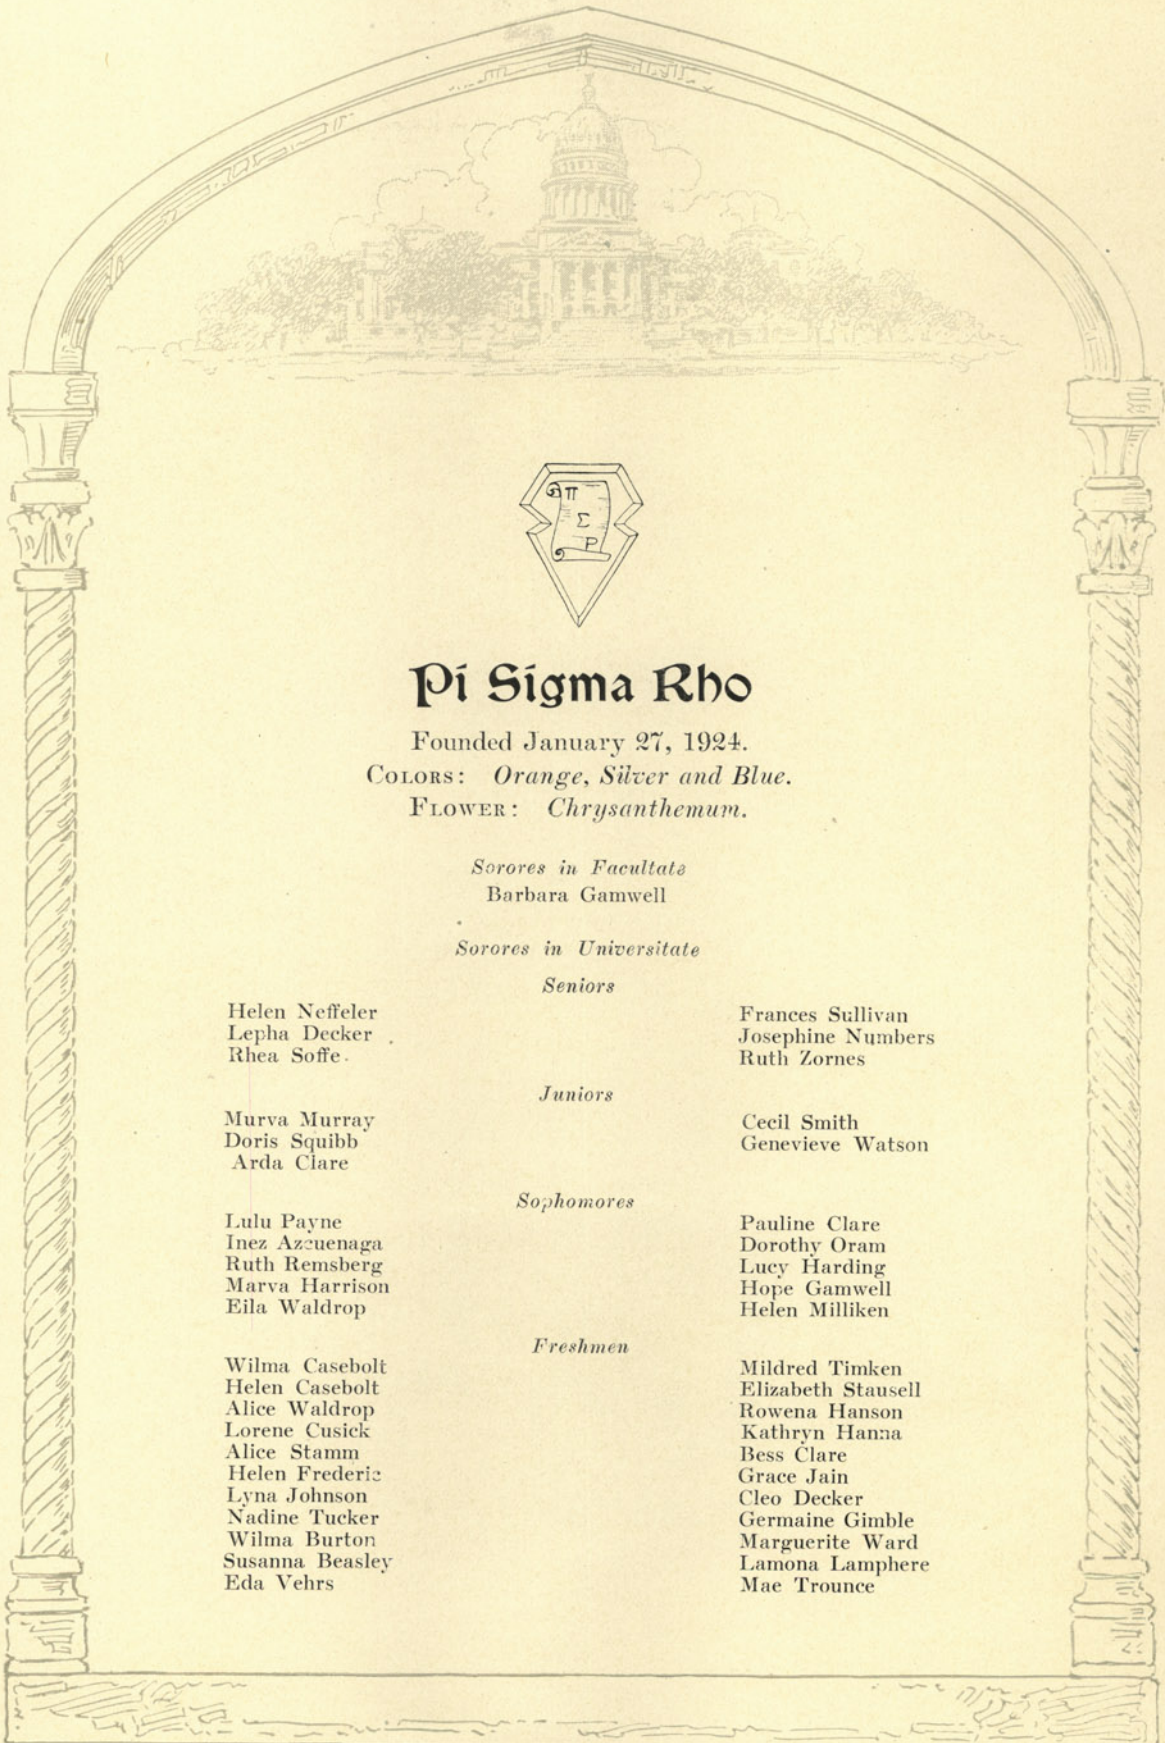 π
Σ
Ρ
Pi Sigma Rho
Founded January 27, 1924.
COLORS: Orange, Silver and Blue.
FLOWER: Chrysanthemum.
Sorores in Facultate
Barbara Gamwell
Sorores in Universitate
Seniors
Helen Neffeler
Lepha Decker
Rhea Soffe
Frances Sullivan
Josephine Numbers
Ruth Zornes
Juniors
Murva Murray
Doris Squibb
Arda Clare
Cecil Smith
Genevieve Watson
Sophomores
Lulu Payne
Inez Azcuenaga
Ruth Remsberg
Marva Harrison
Eila Waldrop
Pauline Clare
Dorothy Oram
Lucy Harding
Hope Gamwell
Helen Milliken
Freshmen
Wilma Casebolt
Helen Casebolt
Alice Waldrop
Lorene Cusick
Alice Stamm
Helen Frederic
Lyna Johnson
Nadine Tucker
Wilma Burton
Susanna Beasley
Eda Vehrs
Mildred Timken
Elizabeth Stausell
Rowena Hanson
Kathryn Hanna
Bess Clare
Grace Jain
Cleo Decker
Germaine Gimble
Marguerite Ward
Lamona Lamphere
Mae Trounce